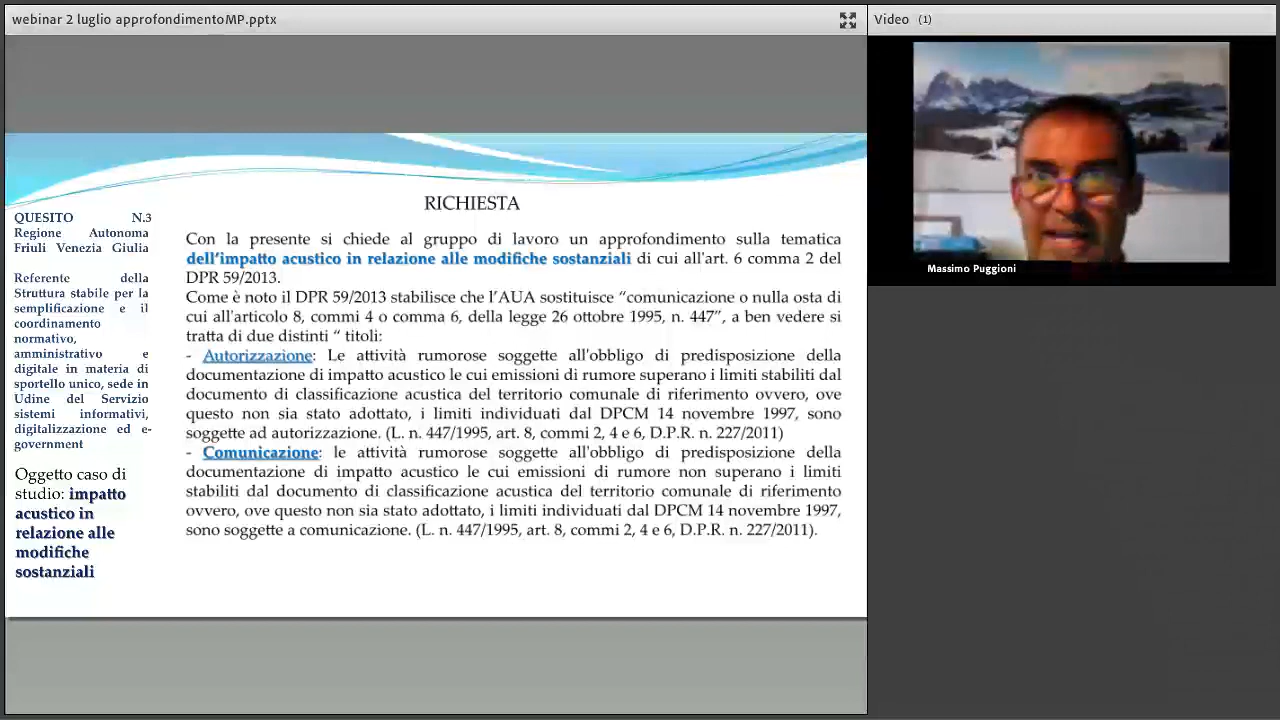 webinar 2 luglio approfondimentoMP.pptx
Video (1)
Massimo Puggioni
QUESITO N.3
Regione Autonoma
Friuli Venezia Giulia
Referente della
Struttura stabile per la
semplificazione e il
coordinamento
normativo,
amministrativo e
digitale in materia di
sportello unico, sede in
Udine del Servizio
sistemi informativi,
digitalizzazione ed e-
government
Oggetto caso di
studio: impatto
acustico in
relazione alle
modifiche
sostanziali
RICHIESTA
Con la presente si chiede al gruppo di lavoro un approfondimento sulla tematica
dell'impatto acustico in relazione alle modifiche sostanziali di cui all'art. 6 comma 2 del
DPR 59/2013.
Come è noto il DPR 59/2013 stabilisce che l'AUA sostituisce "comunicazione o nulla osta di
cui all'articolo 8, commi 4 o comma 6, della legge 26 ottobre 1995, n. 447", a ben vedere si
tratta di due distinti " titoli:
- Autorizzazione: Le attività rumorose soggette all'obbligo di predisposizione della
documentazione di impatto acustico le cui emissioni di rumore superano i limiti stabiliti dal
documento di classificazione acustica del territorio comunale di riferimento ovvero, ove
questo non sia stato adottato, i limiti individuati dal DPCM 14 novembre 1997, sono
soggette ad autorizzazione. (L. n. 447/1995, art. 8, commi 2, 4 e 6, D.P.R. n. 227/2011)
- Comunicazione: le attività rumorose soggette all'obbligo di predisposizione della
documentazione di impatto acustico le cui emissioni di rumore non superano i limiti
stabiliti dal documento di classificazione acustica del territorio comunale di riferimento
ovvero, ove questo non sia stato adottato, i limiti individuati dal DPCM 14 novembre 1997,
sono soggette a comunicazione. (L. n. 447/1995, art. 8, commi 2, 4 e 6, D.P.R. n. 227/2011).